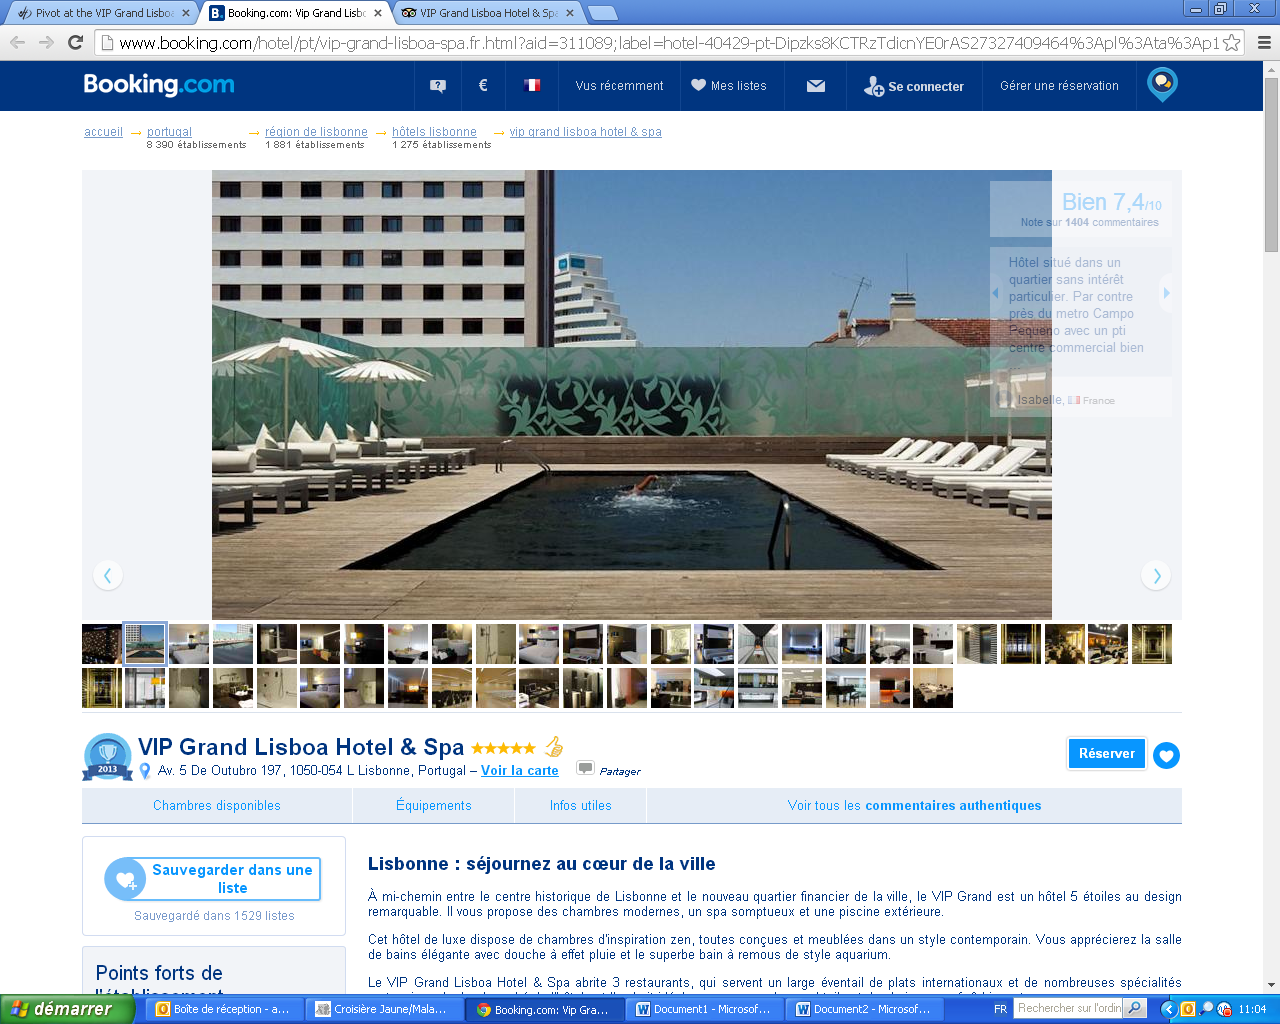 Pivot at the VIP Grand Lisboa
Booking.com: Vip Grand Lisb
VIP Grand Lisboa Hotel & Spa
www.booking.com/hotel/pt/vip-grand-lisboa-spa.fr.html?aid=311089;label=hotel-40429-pt-Dipzks8KCTRzTdicnYE0rAS27327409464%3Apl%3Ata%3Ap1
Booking.com
€
Vus récemment
Mes listes
Se connecter
Gérer une réservation
accueil → portugal → région de lisbonne → hôtels lisbonne → vip grand lisboa hotel & spa
8 390 établissements 1 881 établissements 1 275 établissements
Bien 7,4/10
Note sur 1404 commentaires
Hôtel situé dans un
quartier sans intérêt
particulier. Par contre
près du metro Campo
Pequeno avec un pti
centre commercial bien
...
Isabelle, France
2013
VIP Grand Lisboa Hotel & Spa
Av. 5 De Outubro 197, 1050-054 L Lisbonne, Portugal – Voir la carte
Partager
Réserver
Chambres disponibles
Équipements
Infos utiles
Voir tous les commentaires authentiques
Sauvegarder dans une
liste
Sauvegardé dans 1529 listes
Points forts de
l'établissement
Lisbonne : séjournez au cœur de la ville
À mi-chemin entre le centre historique de Lisbonne et le nouveau quartier financier de la ville, le VIP Grand est un hôtel 5 étoiles au design
remarquable. Il vous propose des chambres modernes, un spa somptueux et une piscine extérieure.
Cet hôtel de luxe dispose de chambres d'inspiration zen, toutes conçues et meublées dans un style contemporain. Vous apprécierez la salle
de bains élégante avec douche à effet pluie et le superbe bain à remous de style aquarium.
Le VIP Grand Lisboa Hotel & Spa abrite 3 restaurants, qui servent un large éventail de plats internationaux et de nombreuses spécialités
démarrer
Boîte de réception - a...
Croisière Jaune/Mala...
Booking.com: Vip Gra...
Document1 - Microsof...
Document2 - Microsof...
FR
Rechercher sur l'ordin
11:04